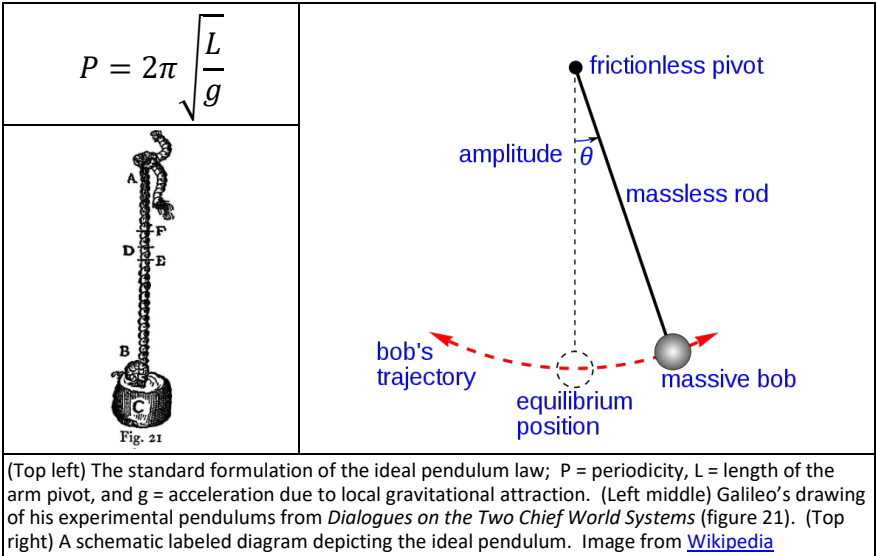 P = 2π √(L/g)
A
F
D
E
B
C
Fig. 21
frictionless pivot
amplitude
θ
massless rod
bob's
trajectory
massive bob
equilibrium
position
(Top left) The standard formulation of the ideal pendulum law;  P = periodicity, L = length of the
arm pivot, and g = acceleration due to local gravitational attraction.  (Left middle) Galileo’s drawing
of his experimental pendulums from Dialogues on the Two Chief World Systems (figure 21).  (Top
right) A schematic labeled diagram depicting the ideal pendulum.  Image from Wikipedia